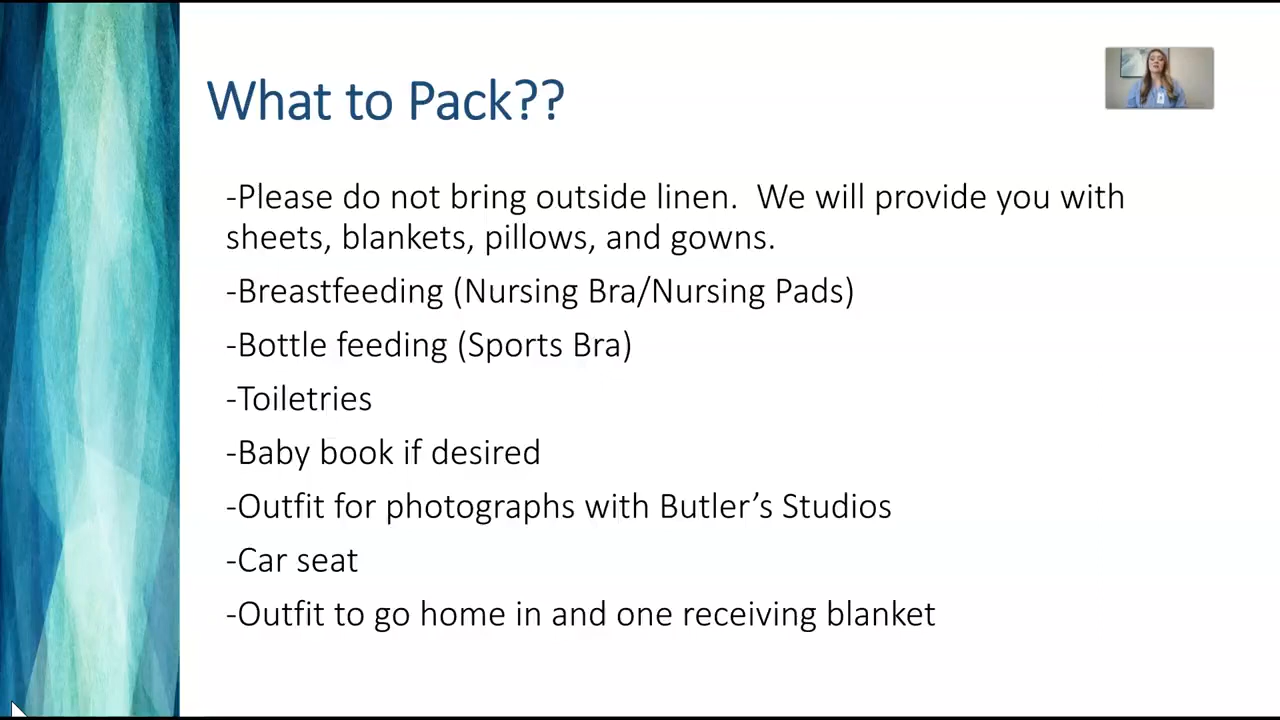 What to Pack??
-Please do not bring outside linen.  We will provide you with
sheets, blankets, pillows, and gowns.
-Breastfeeding (Nursing Bra/Nursing Pads)
-Bottle feeding (Sports Bra)
-Toiletries
-Baby book if desired
-Outfit for photographs with Butler’s Studios
-Car seat
-Outfit to go home in and one receiving blanket